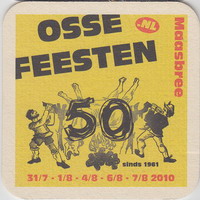 OSSE
.NL
FEESTEN
Maasbree
50
sinds 1961
31/7 - 1/8 - 4/8 - 6/8 - 7/8 2010